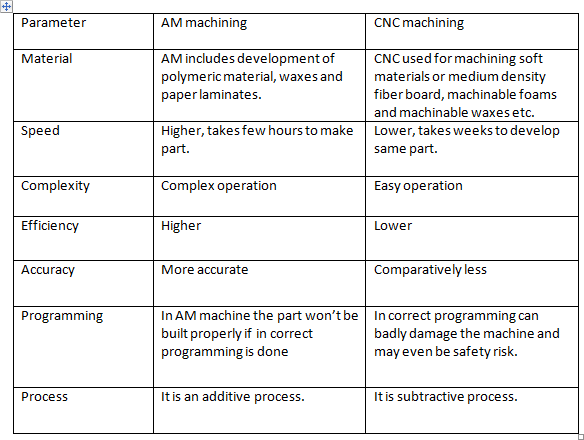 Parameter AM machining CNC machining
Material AM includes development of CNC used for machining soft
polymeric material, waxes and materials or medium density
paper laminates. fiber board, machinable foams
and machinable waxes etc.
Speed Higher, takes few hours to make Lower, takes weeks to develop
part. same part.
Complexity Complex operation Easy operation
Efficiency Higher Lower
Accuracy More accurate Comparatively less
Programming In AM machine the part won't be In correct programming can
built properly if in correct badly damage the machine and
programming is done may even be safety risk.
Process It is an additive process. It is subtractive process.